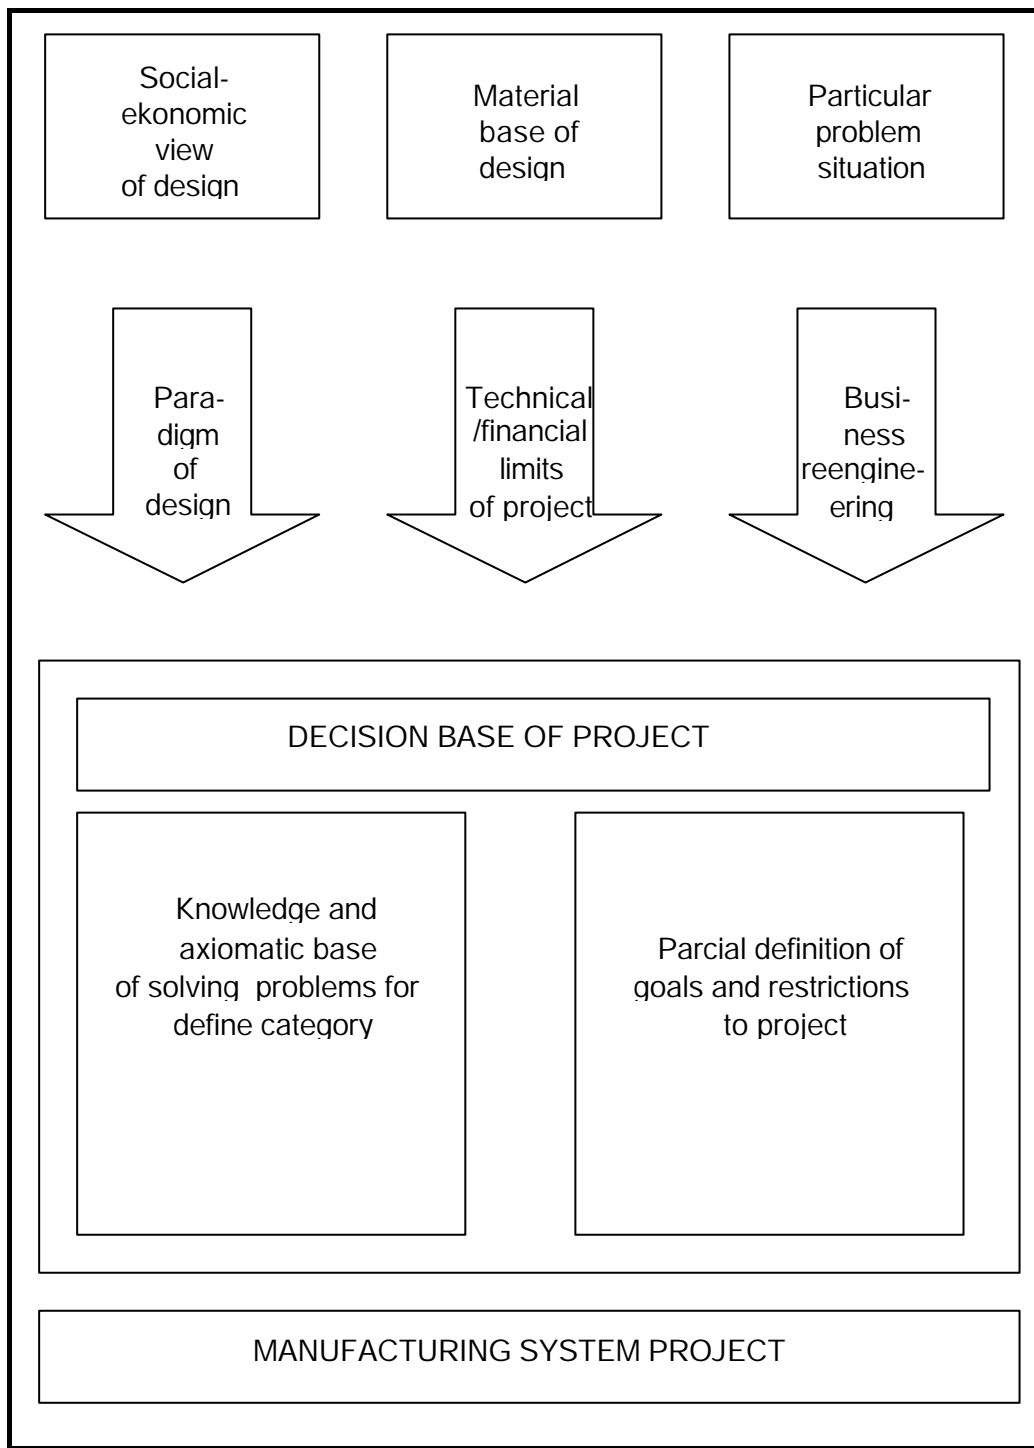 Social-
ekonomic
view
of design
Material
base of
design
Particular
problem
situation
Para-
digm
of
design
Technical
/financial
limits
of project
Busi-
ness
reengine-
ering
DECISION BASE OF PROJECT
Knowledge and
axiomatic base
of solving problems for
define category
Parcial definition of
goals and restrictions
to project
MANUFACTURING SYSTEM PROJECT